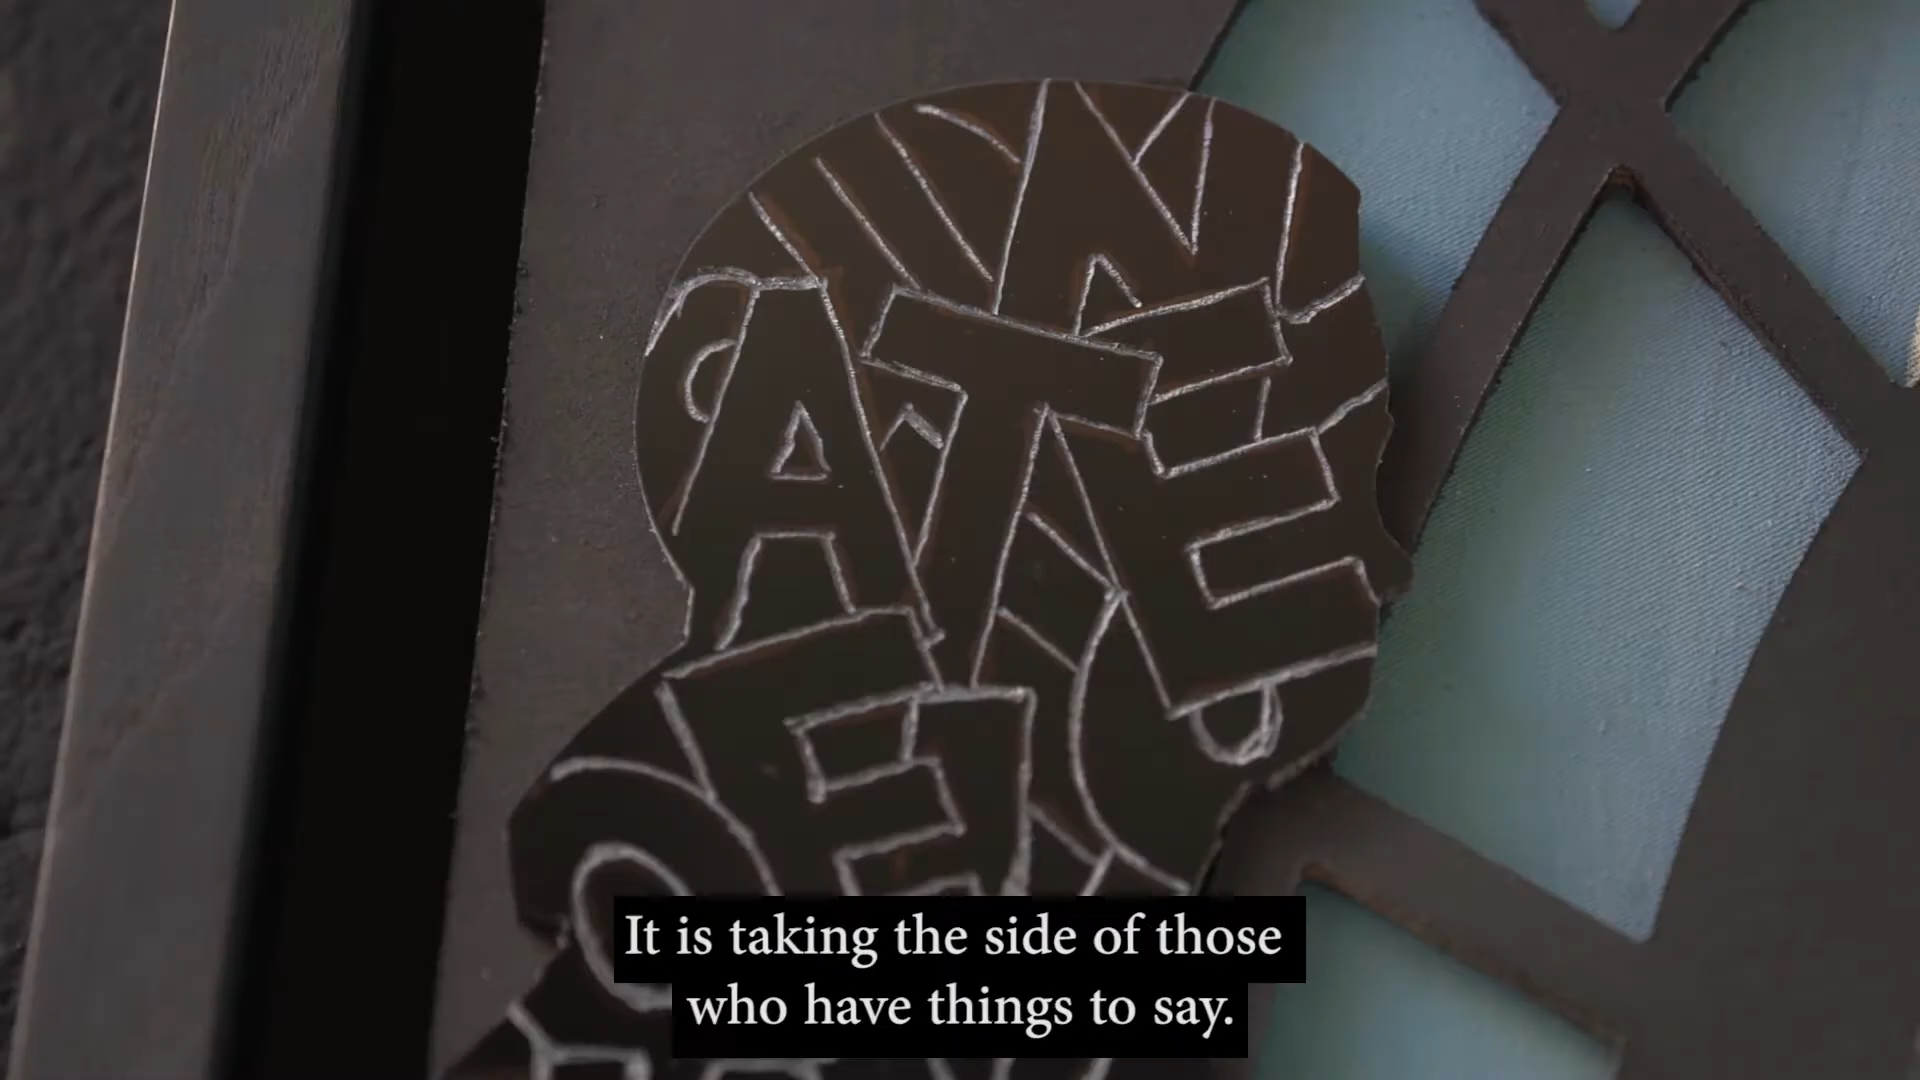 N
A T E
E
It is taking the side of those
who have things to say.